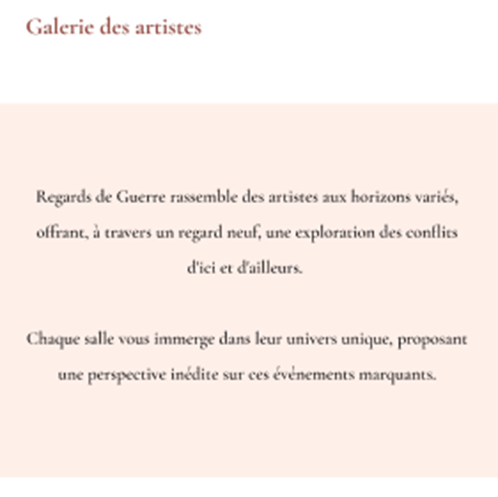 Galerie des artistes
Regards de Guerre rassemble des artistes aux horizons variés,
offrant, à travers un regard neuf, une exploration des conflits
d'ici et d'ailleurs.
Chaque salle vous immerge dans leur univers unique, proposant
une perspective inédite sur ces événements marquants.